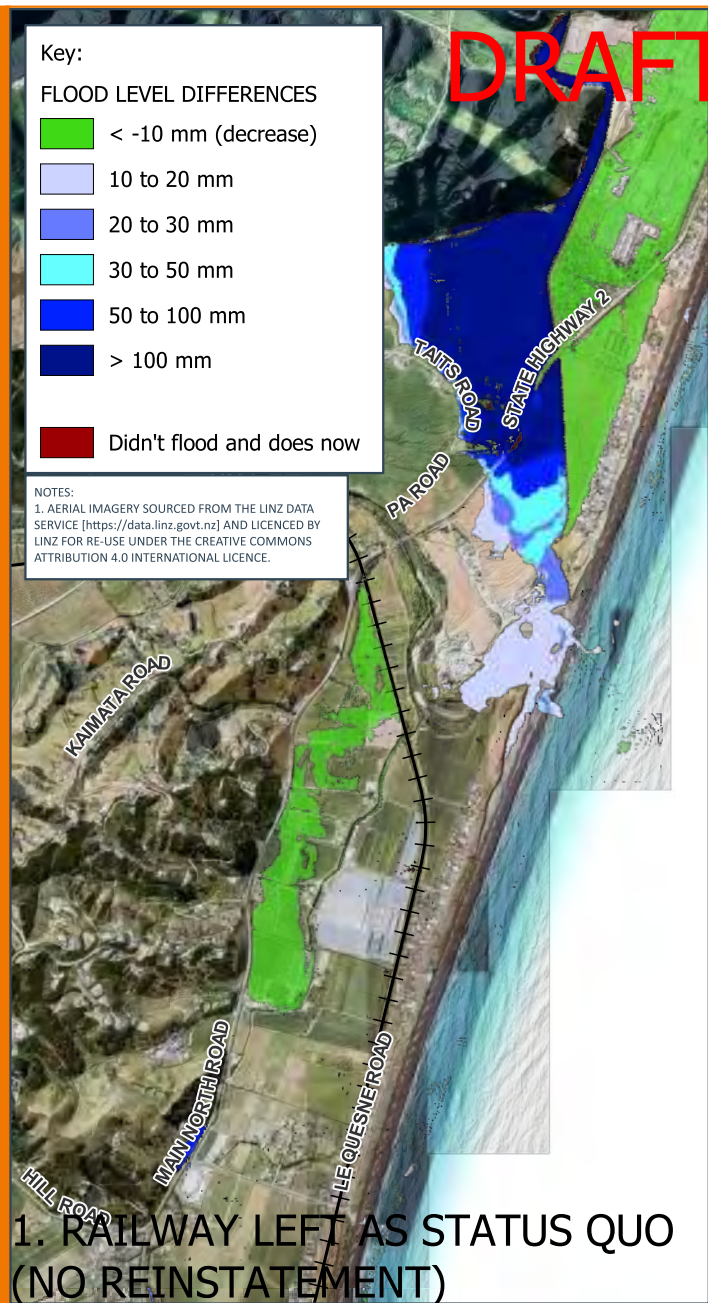 DRAFT
Key:
FLOOD LEVEL DIFFERENCES
< -10 mm (decrease)
10 to 20 mm
20 to 30 mm
30 to 50 mm
50 to 100 mm
> 100 mm
Didn't flood and does now
NOTES:
1. AERIAL IMAGERY SOURCED FROM THE LINZ DATA
SERVICE [https://data.linz.govt.nz] AND LICENCED BY
LINZ FOR RE-USE UNDER THE CREATIVE COMMONS
ATTRIBUTION 4.0 INTERNATIONAL LICENCE.
STATE HIGHWAY 2
TAITS ROAD
PA ROAD
KAIMATA ROAD
MAIN NORTH ROAD
LE QUESNE ROAD
HILL ROAD
1. RAILWAY LEFT AS STATUS QUO
(NO REINSTATEMENT)